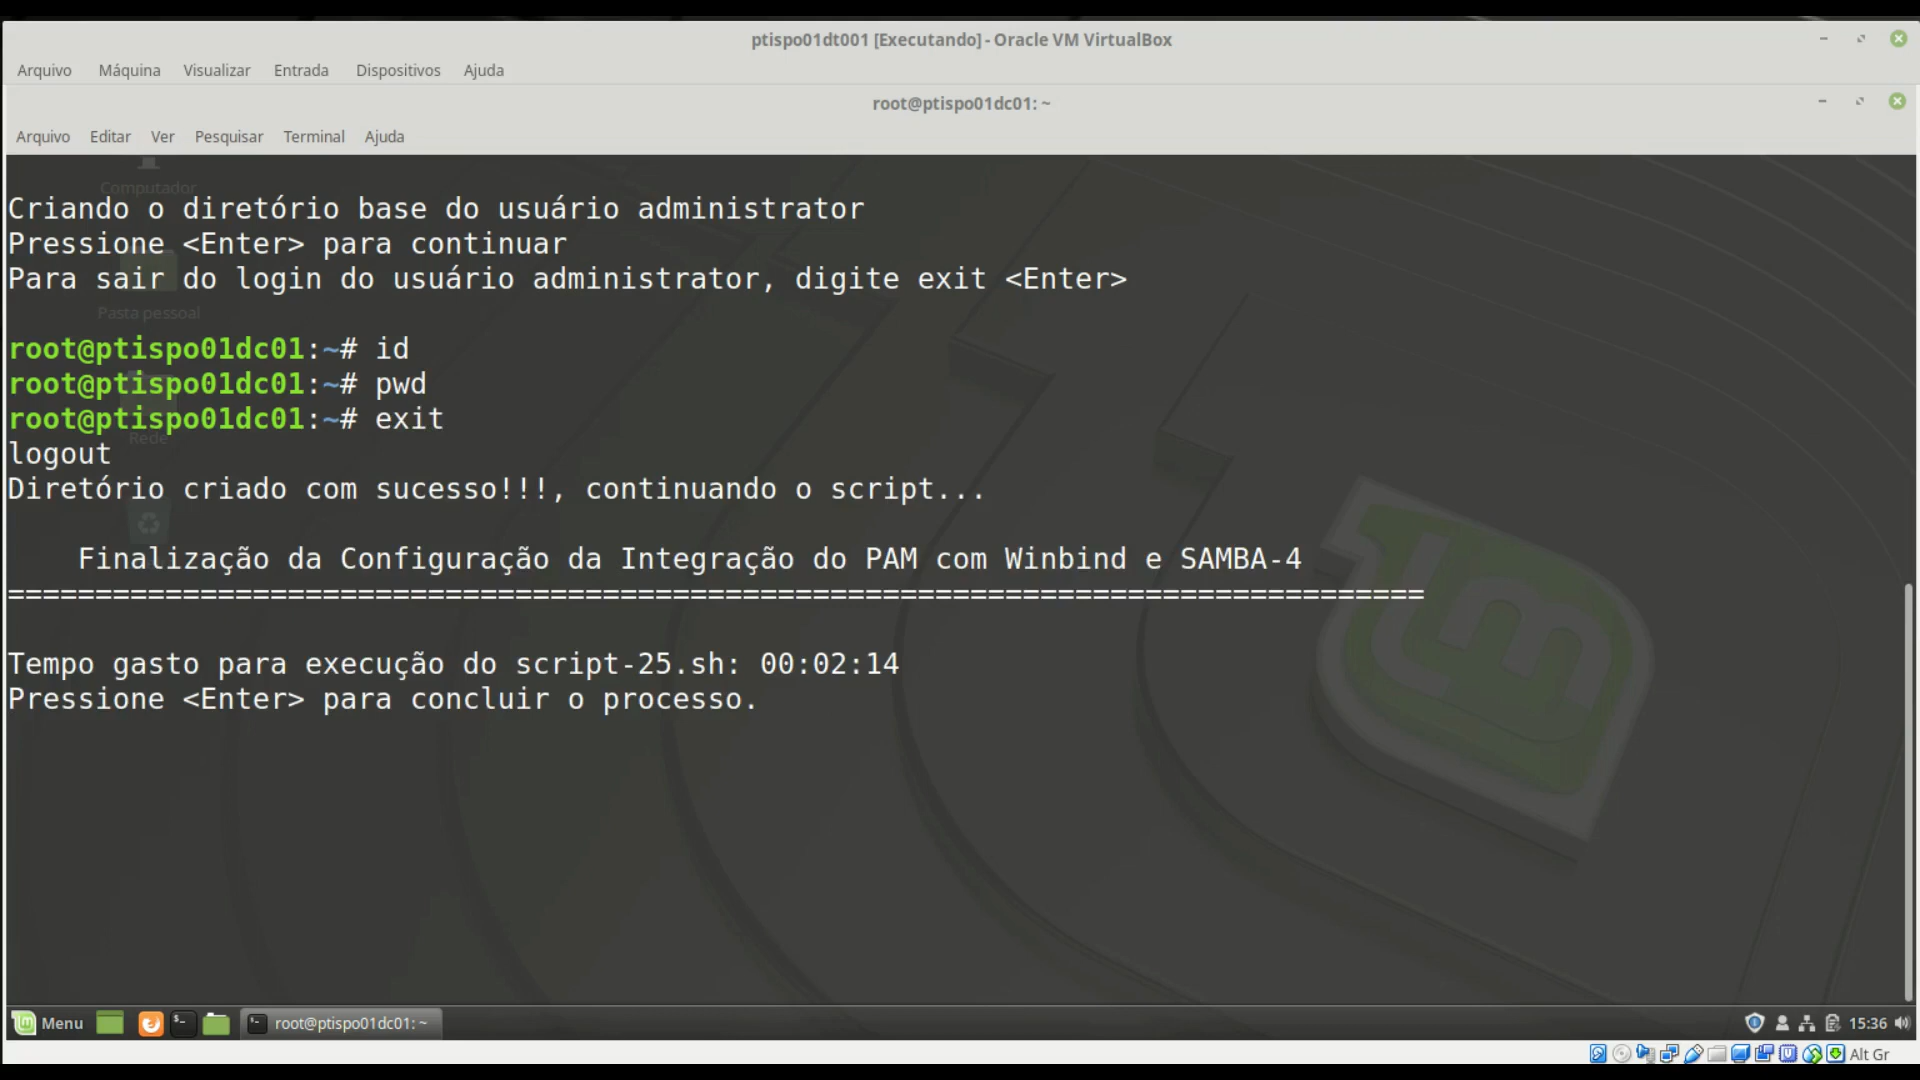 ptispo01dt001 [Executando] - Oracle VM VirtualBox
Arquivo Máquina Visualizar Entrada Dispositivos Ajuda
root@ptispo01dc01: ~
Arquivo Editar Ver Pesquisar Terminal Ajuda
Computador
Criando o diretório base do usuário administrator
Pressione <Enter> para continuar
Para sair do login do usuário administrator, digite exit <Enter>
Pasta pessoal
root@ptispo01dc01:~# id
root@ptispo01dc01:~# pwd
root@ptispo01dc01:~# exit
Rede
logout
Diretório criado com sucesso!!!, continuando o script...
Finalização da Configuração da Integração do PAM com Winbind e SAMBA-4
=================================================================================
Tempo gasto para execução do script-25.sh: 00:02:14
Pressione <Enter> para concluir o processo.
Menu root@ptispo01dc01: ~ 15:36
Alt Gr